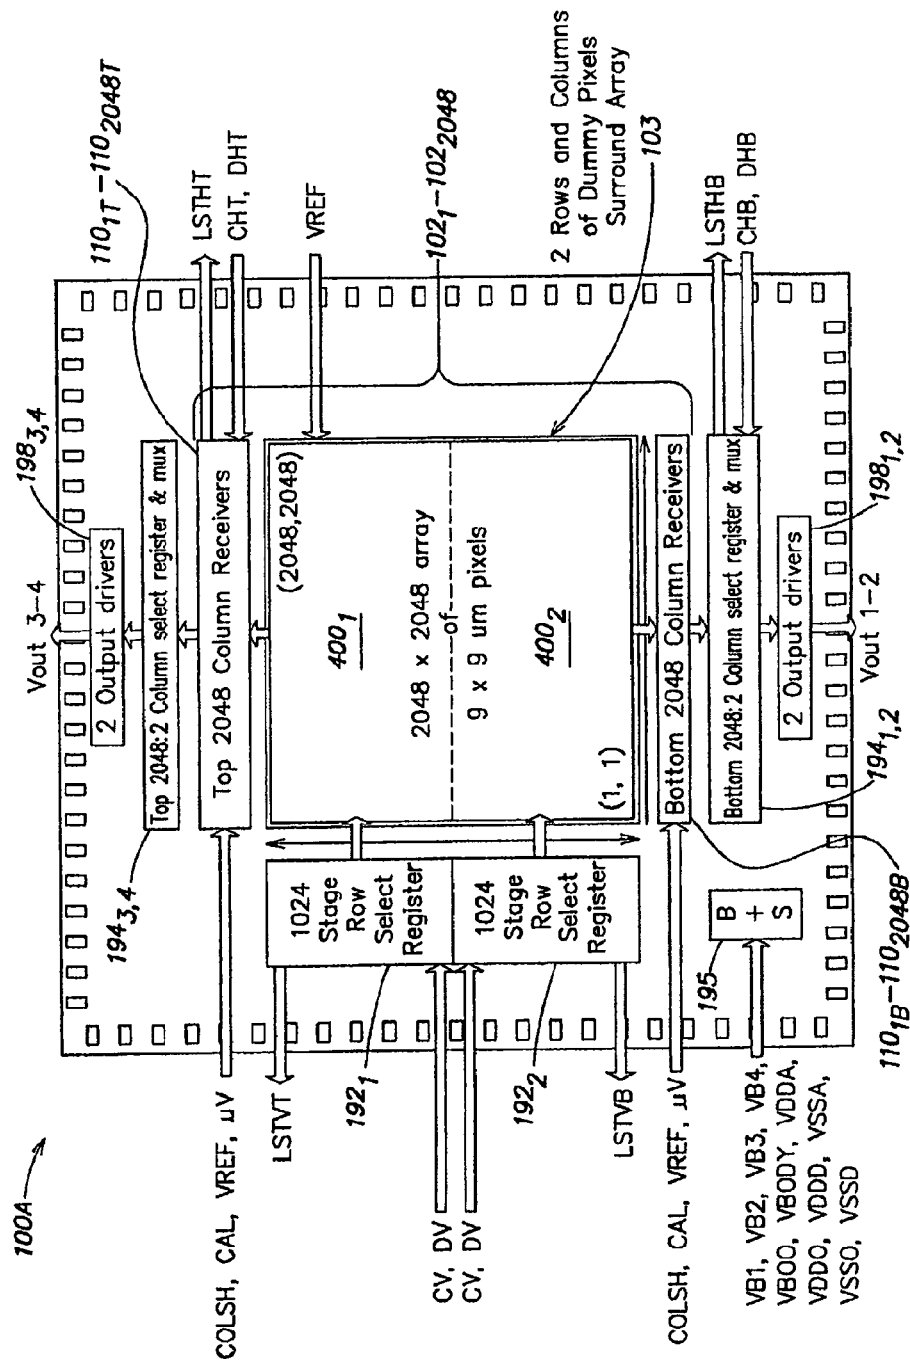 100A
Vout 3-4
198₃,₄
2 Output drivers
194₃,₄
Top 2048:2 Column select register & mux
110₁T-110₂₀₄₈T
COLSH, CAL, VREF, µV
Top 2048 Column Receivers
LSTHT
CHT, DHT
VREF
LSTVT
192₁
1024
Stage
Row
Select
Register
CV, DV
CV, DV
1024
Stage
Row
Select
Register
192₂
LSTVB
(2048,2048)
400₁
2048 x 2048 array
of
9 x 9 um pixels
400₂
(1, 1)
102₁-102₂₀₄₈
2 Rows and Columns
of Dummy Pixels
Surround Array
103
COLSH, CAL, VREF, µV
Bottom 2048 Column Receivers
LSTHB
CHB, DHB
Bottom 2048:2 Column select register & mux
194₁,₂
2 Output drivers
198₁,₂
Vout 1-2
195
B
+
S
VB1, VB2, VB3, VB4,
VBOO, VBODY, VDDA,
VDDO, VDDD, VSSA,
VSSO, VSSD
110₁B-110₂₀₄₈B